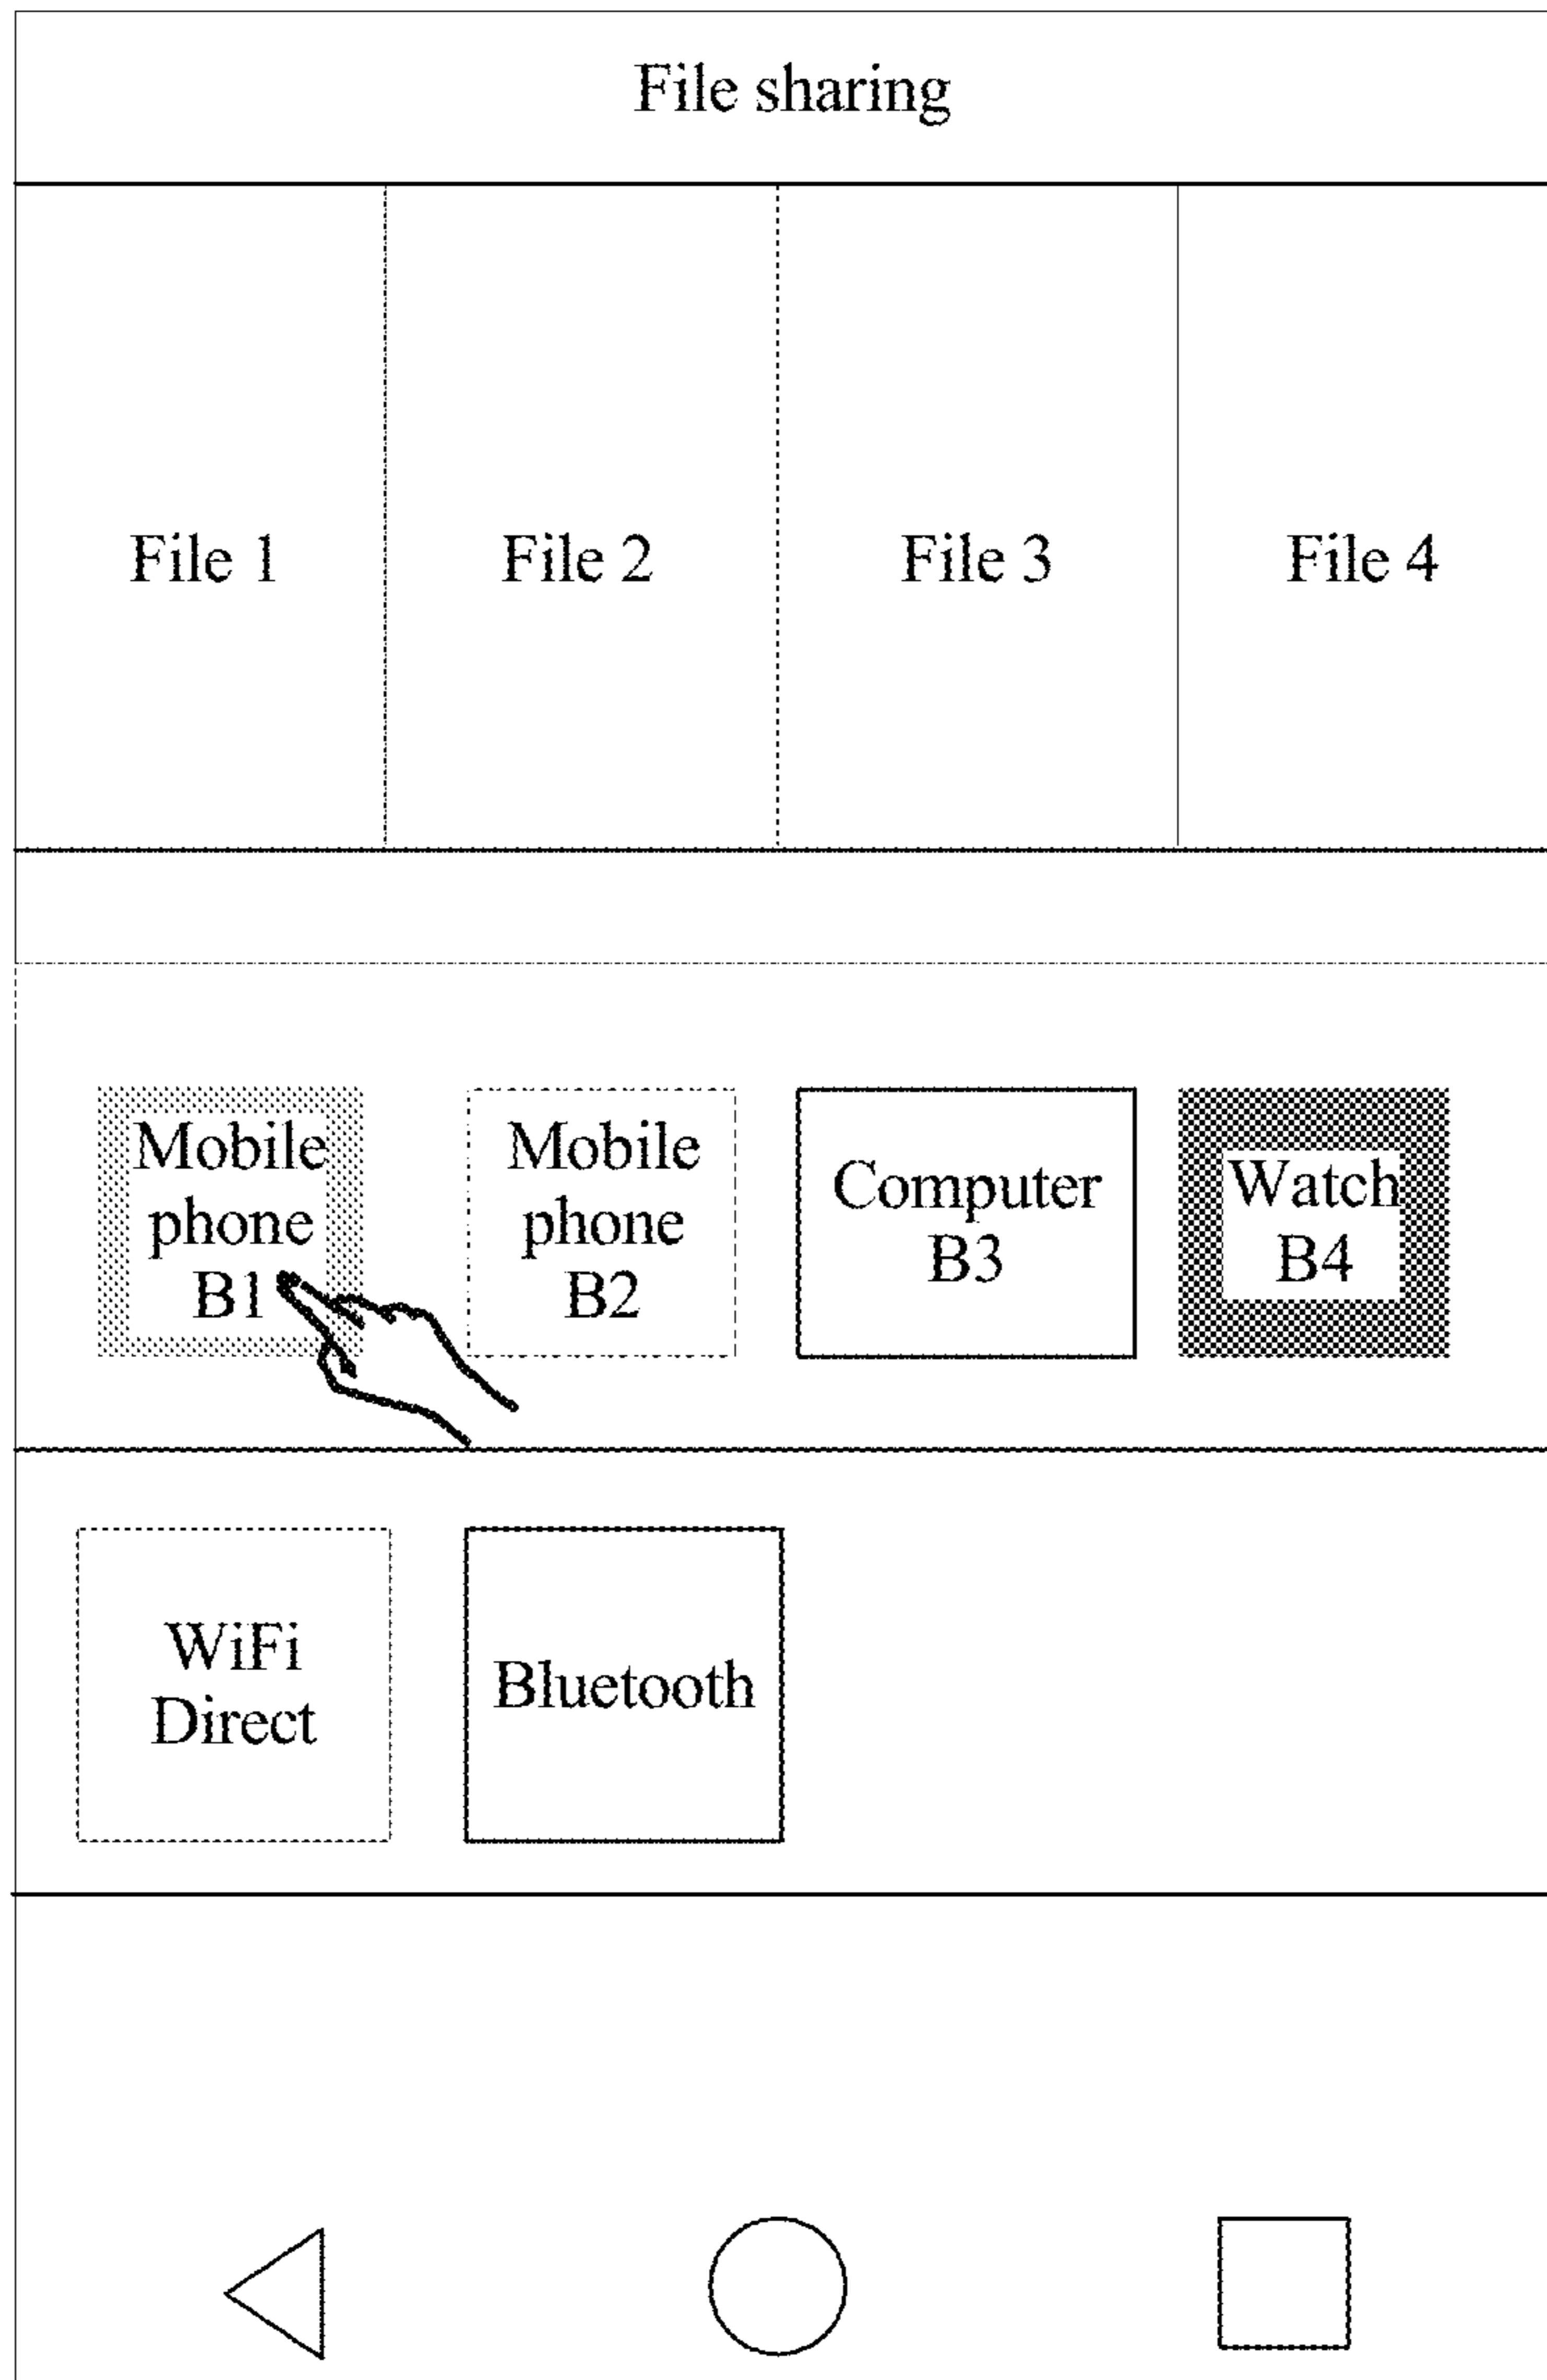 File sharing
File 1 File 2 File 3 File 4
Mobile
phone
B1
Mobile
phone
B2
Computer
B3
Watch
B4
WiFi
Direct
Bluetooth